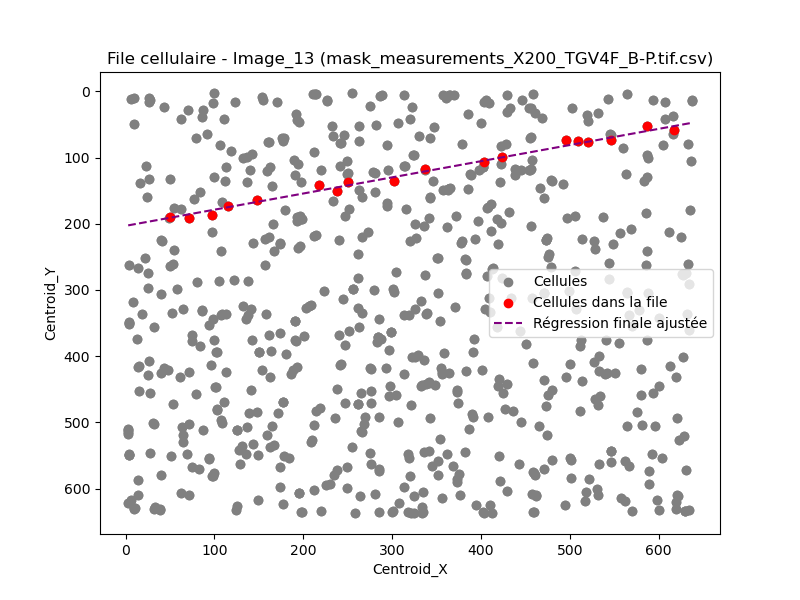 File cellulaire - Image_13 (mask_measurements_X200_TGV4F_B-P.tif.csv)
0
100
200
300
400
500
600
Centroid_Y
Cellules
Cellules dans la file
Régression finale ajustée
0 100 200 300 400 500 600
Centroid_X